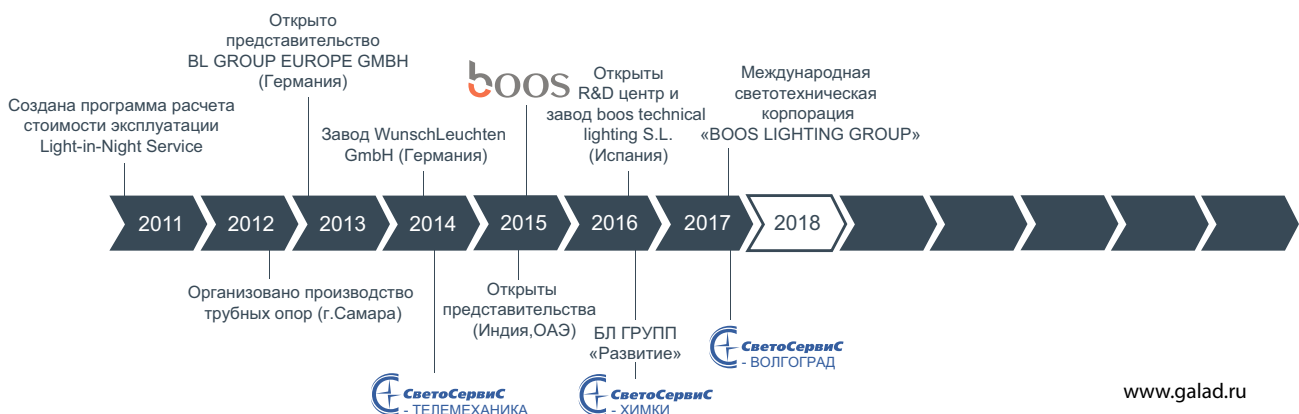 Создана программа расчета
стоимости эксплуатации
Light-in-Night Service
Открыто
представительство
BL GROUP EUROPE GMBH
(Германия)
Завод WunschLeuchten
GmbH (Германия)
boos
Открыты
R&D центр и
завод boos technical
lighting S.L.
(Испания)
Международная
светотехническая
корпорация
«BOOS LIGHTING GROUP»
2011
2012
2013
2014
2015
2016
2017
2018
Организовано производство
трубных опор (г.Самара)
СветоСервиС
- ТЕЛЕМЕХАНИКА
Открыты
представительства
(Индия,ОАЭ)
БЛ ГРУПП
«Развитие»
СветоСервиС
- ХИМКИ
СветоСервиС
- ВОЛГОГРАД
www.galad.ru